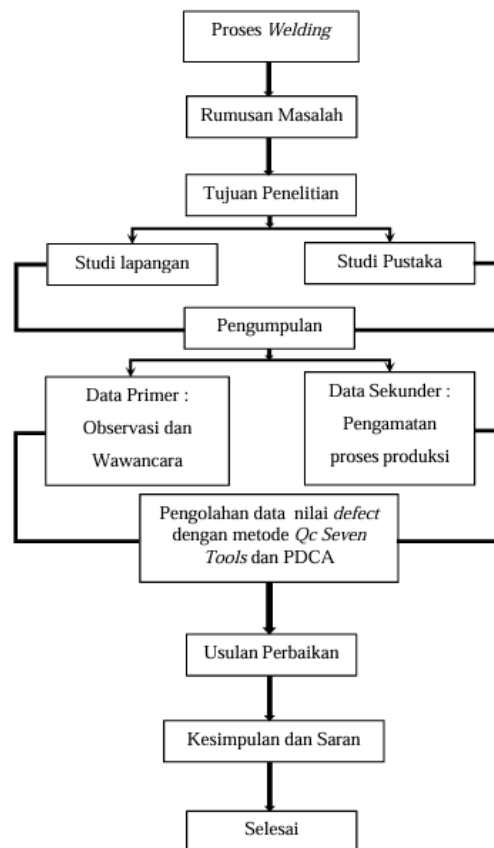 Proses Welding
Rumusan Masalah
Tujuan Penelitian
Studi lapangan
Studi Pustaka
Pengumpulan
Data Primer :
Observasi dan
Wawancara
Data Sekunder :
Pengamatan
proses produksi
Pengolahan data nilai defect
dengan metode Qc Seven
Tools dan PDCA
Usulan Perbaikan
Kesimpulan dan Saran
Selesai